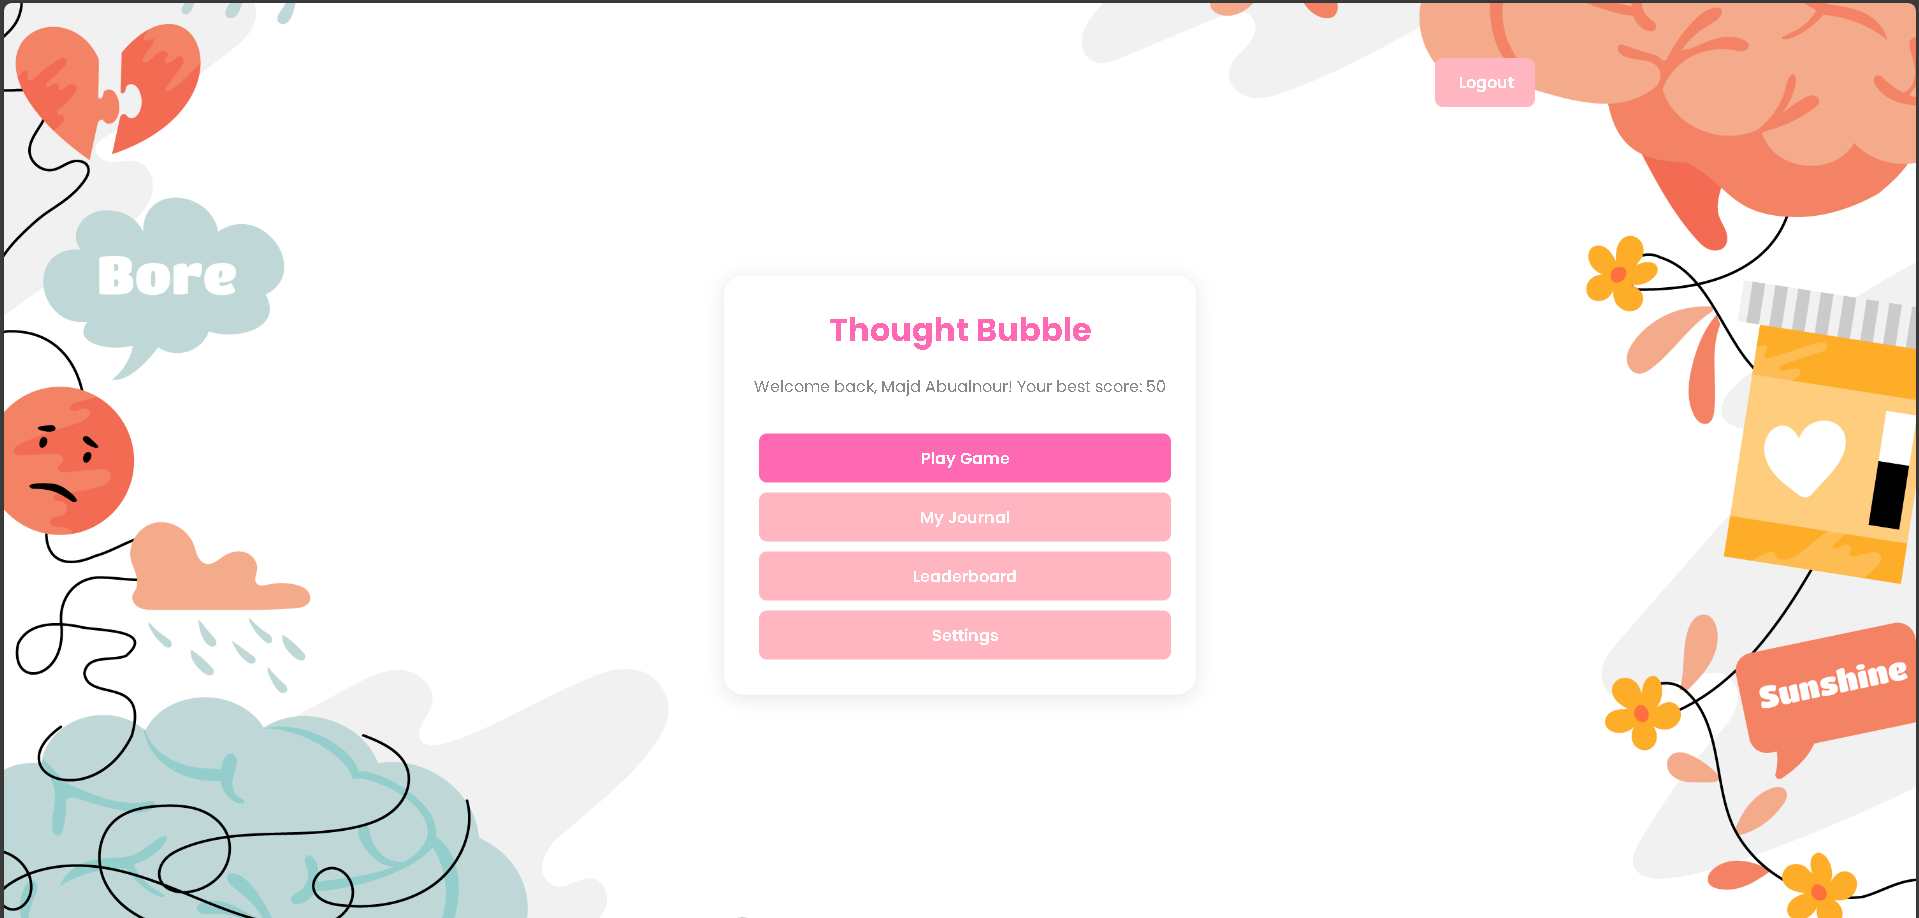 Logout
Bore
Thought Bubble
Welcome back, Majd Abualnour! Your best score: 50
Play Game
My Journal
Leaderboard
Settings
Sunshine